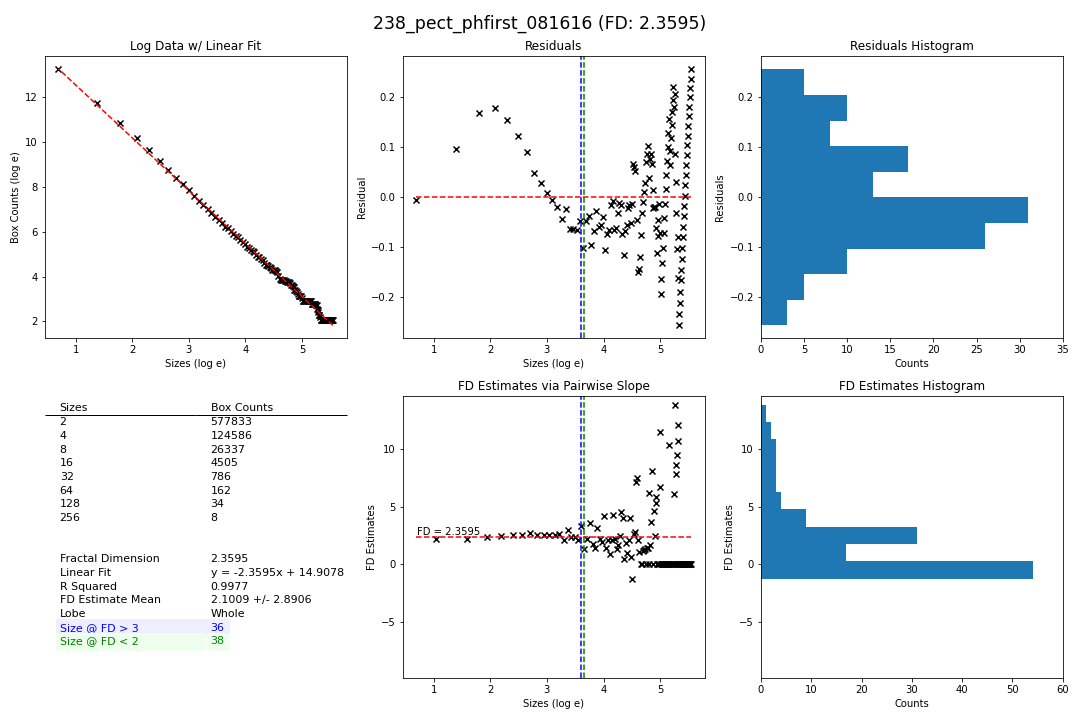 238_pect_phfirst_081616 (FD: 2.3595)
Log Data w/ Linear Fit
Box Counts (log e)
12
10
8
6
4
2
1 2 3 4 5
Sizes (log e)
Residuals
Residual
0.2
0.1
0.0
−0.1
−0.2
1 2 3 4 5
Sizes (log e)
Residuals Histogram
Residuals
0.2
0.1
0.0
−0.1
−0.2
0 5 10 15 20 25 30 35
Counts
Sizes Box Counts
2 577833
4 124586
8 26337
16 4505
32 786
64 162
128 34
256 8
Fractal Dimension 2.3595
Linear Fit y = -2.3595x + 14.9078
R Squared 0.9977
FD Estimate Mean 2.1009 +/- 2.8906
Lobe Whole
Size @ FD > 3 36
Size @ FD < 2 38
FD Estimates via Pairwise Slope
FD Estimates
10
5
0
−5
FD = 2.3595
1 2 3 4 5
Sizes (log e)
FD Estimates Histogram
FD Estimates
10
5
0
−5
0 10 20 30 40 50 60
Counts